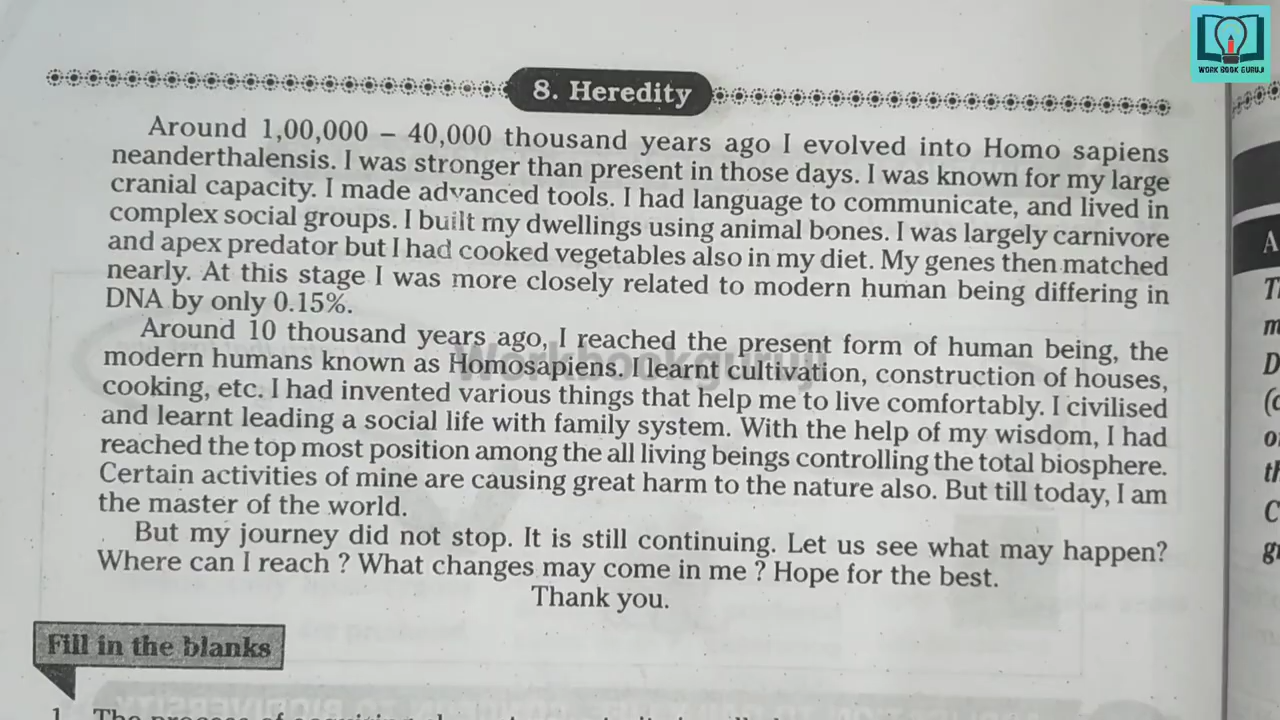 WORK BOOK GURUJI
8. Heredity
Around 1,00,000 – 40,000 thousand years ago I evolved into Homo sapiens
neanderthalensis. I was stronger than present in those days. I was known for my large
cranial capacity. I made advanced tools. I had language to communicate, and lived in
complex social groups. I built my dwellings using animal bones. I was largely carnivore
and apex predator but I had cooked vegetables also in my diet. My genes then matched
nearly. At this stage I was more closely related to modern human being differing in
DNA by only 0.15%.
Around 10 thousand years ago, I reached the present form of human being, the
modern humans known as Homosapiens. I learnt cultivation, construction of houses,
cooking, etc. I had invented various things that help me to live comfortably. I civilised
and learnt leading a social life with family system. With the help of my wisdom, I had
reached the top most position among the all living beings controlling the total biosphere.
Certain activities of mine are causing great harm to the nature also. But till today, I am
the master of the world.
But my journey did not stop. It is still continuing. Let us see what may happen?
Where can I reach ? What changes may come in me ? Hope for the best.
Thank you.
Workbookguruji
Fill in the blanks
1. The process of acquiring